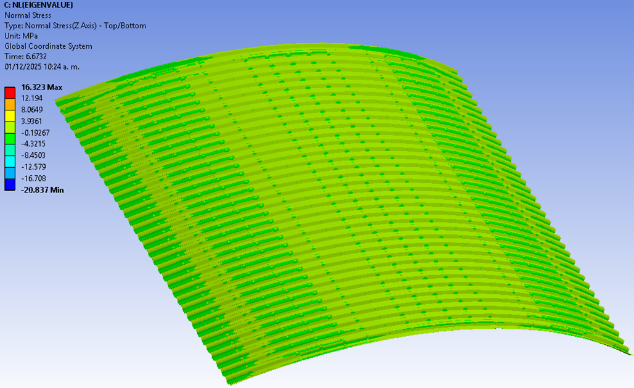 C: NL(EIGENVALUE)
Normal Stress
Type: Normal Stress(Z Axis) - Top/Bottom
Unit: MPa
Global Coordinate System
Time: 6.6732
01/12/2025 10:24 a. m.
16.323 Max
12.194
8.0649
3.9361
-0.19267
-4.3215
-8.4503
-12.579
-16.708
-20.837 Min